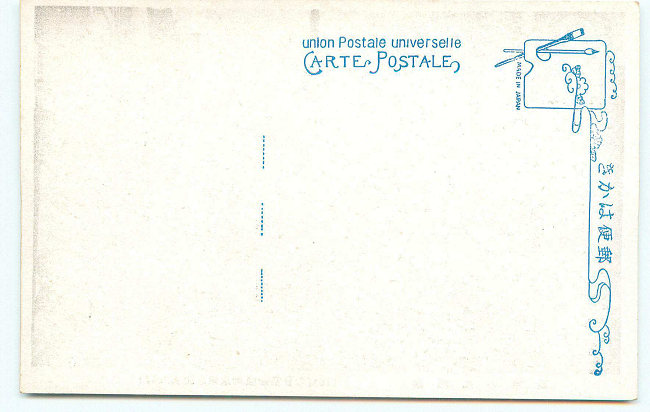 union Postale universelle
CARTE POSTALE
MADE IN JAPAN
きかは便郵